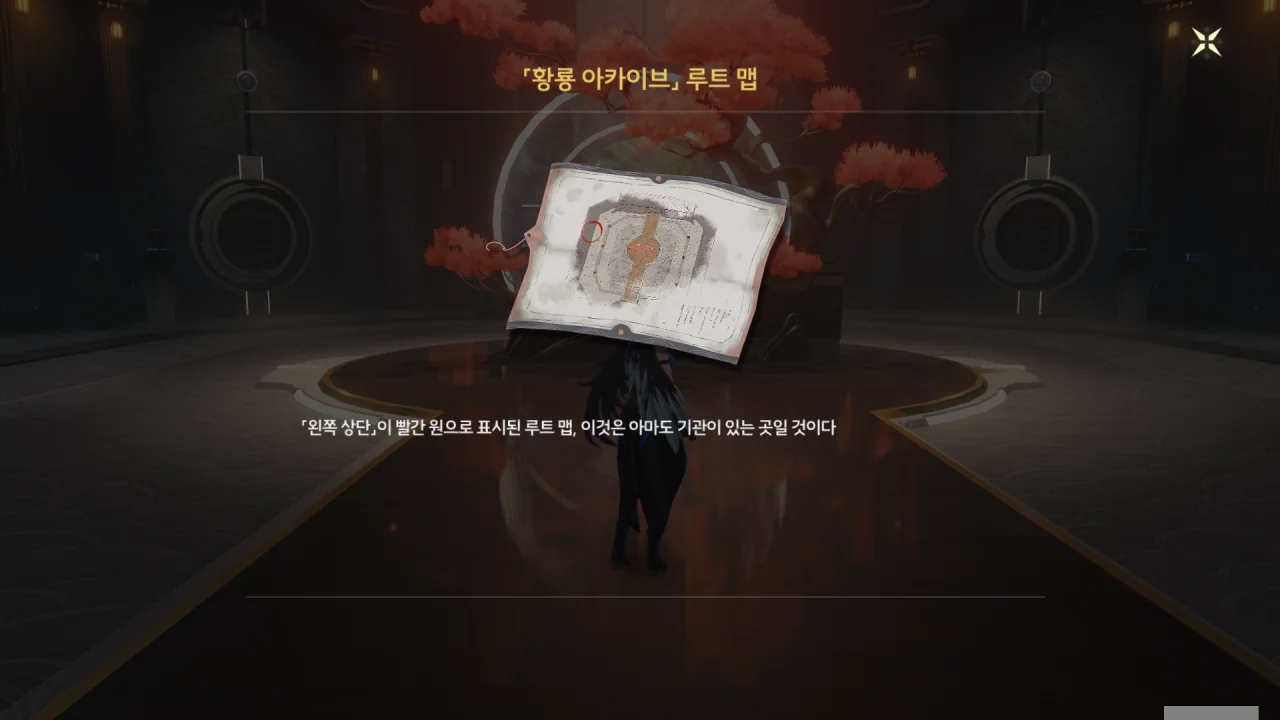 「황룡 아카이브」 루트 맵
「왼쪽 상단」이 빨간 원으로 표시된 루트 맵, 이것은 아마도 기관이 있는 곳일 것이다